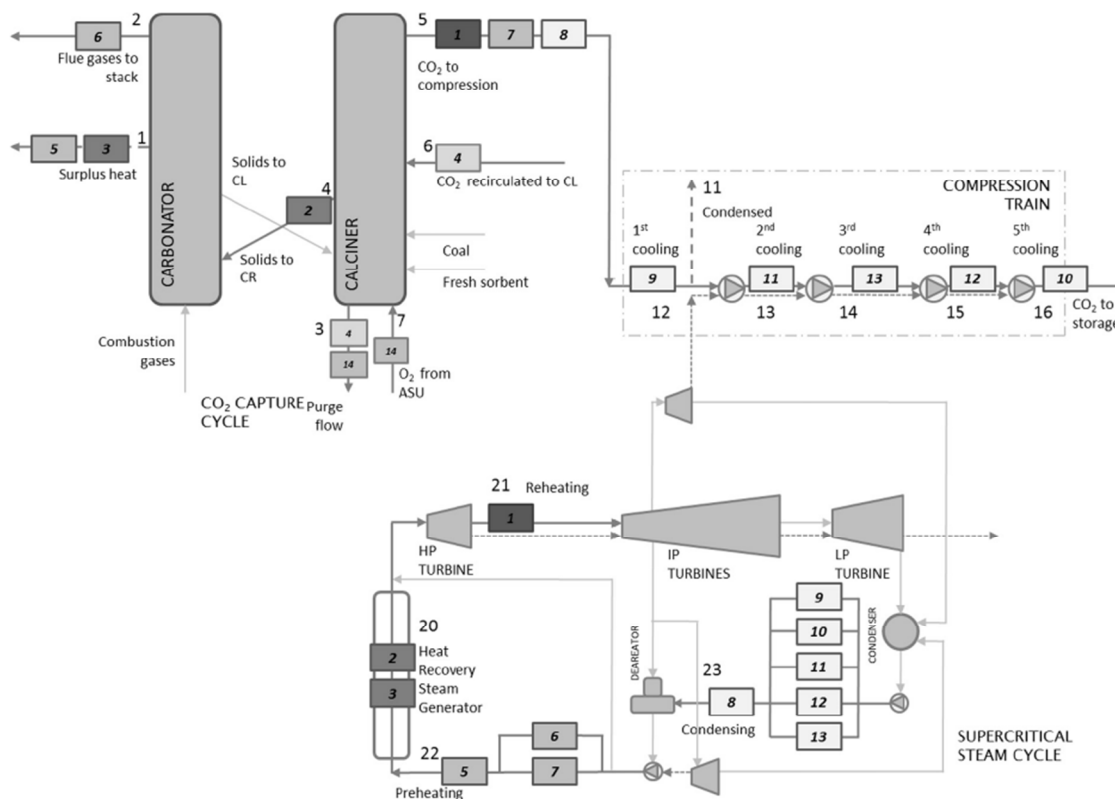 2
5
6
1
7
8
Flue gases to
stack
CO₂ to
compression
CARBONATOR
CALCINER
1
5
3
Surplus heat
Solids to
CL
6
4
CO₂ recirculated to CL
4
2
Solids to
CR
Coal
Fresh sorbent
COMPRESSION
TRAIN
11
Condensed
1st
cooling
2nd
cooling
3rd
cooling
4th
cooling
5th
cooling
9
11
13
12
10
12
13
14
15
16
CO₂ to
storage
Combustion
gases
3
4
14
7
14
O₂ from
ASU
CO₂ CAPTURE
CYCLE
Purge
flow
21
Reheating
1
HP
TURBINE
IP
TURBINES
LP
TURBINE
20
2
3
Heat
Recovery
Steam
Generator
DEAREATOR
CONDENSER
9
10
11
12
13
23
8
Condensing
6
7
22
5
Preheating
SUPERCRITICAL
STEAM CYCLE